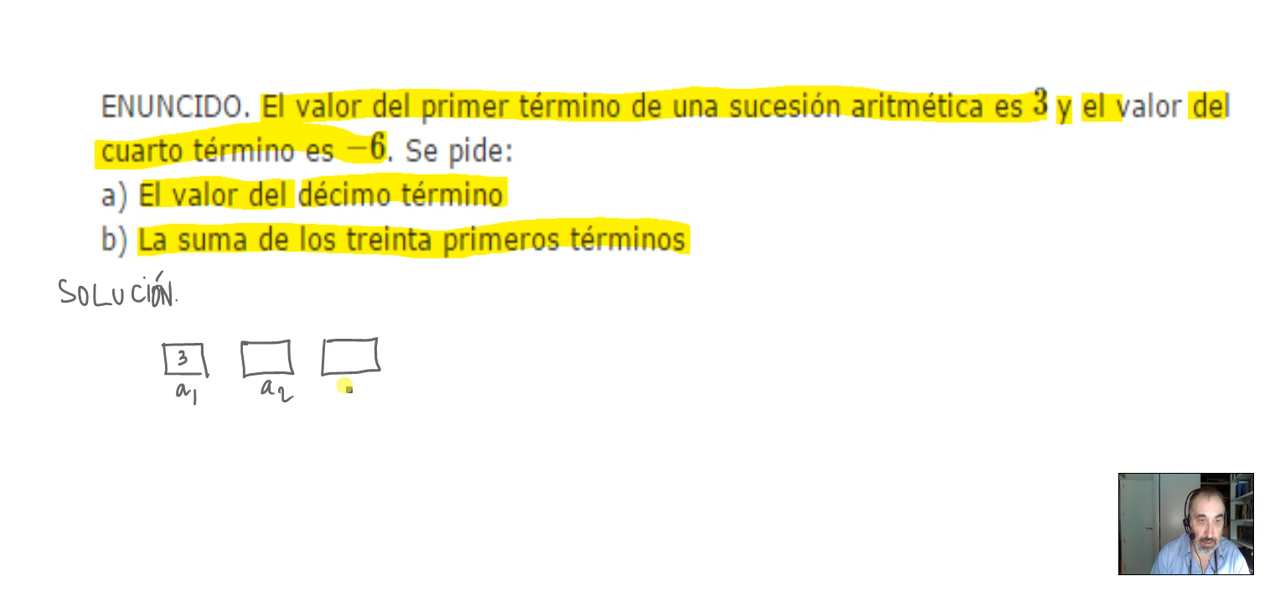 ENUNCIDO. El valor del primer término de una sucesión aritmética es 3 y el valor del
cuarto término es −6. Se pide:
a) El valor del décimo término
b) La suma de los treinta primeros términos
SOLUCIÓN.
3
a₁ a₂